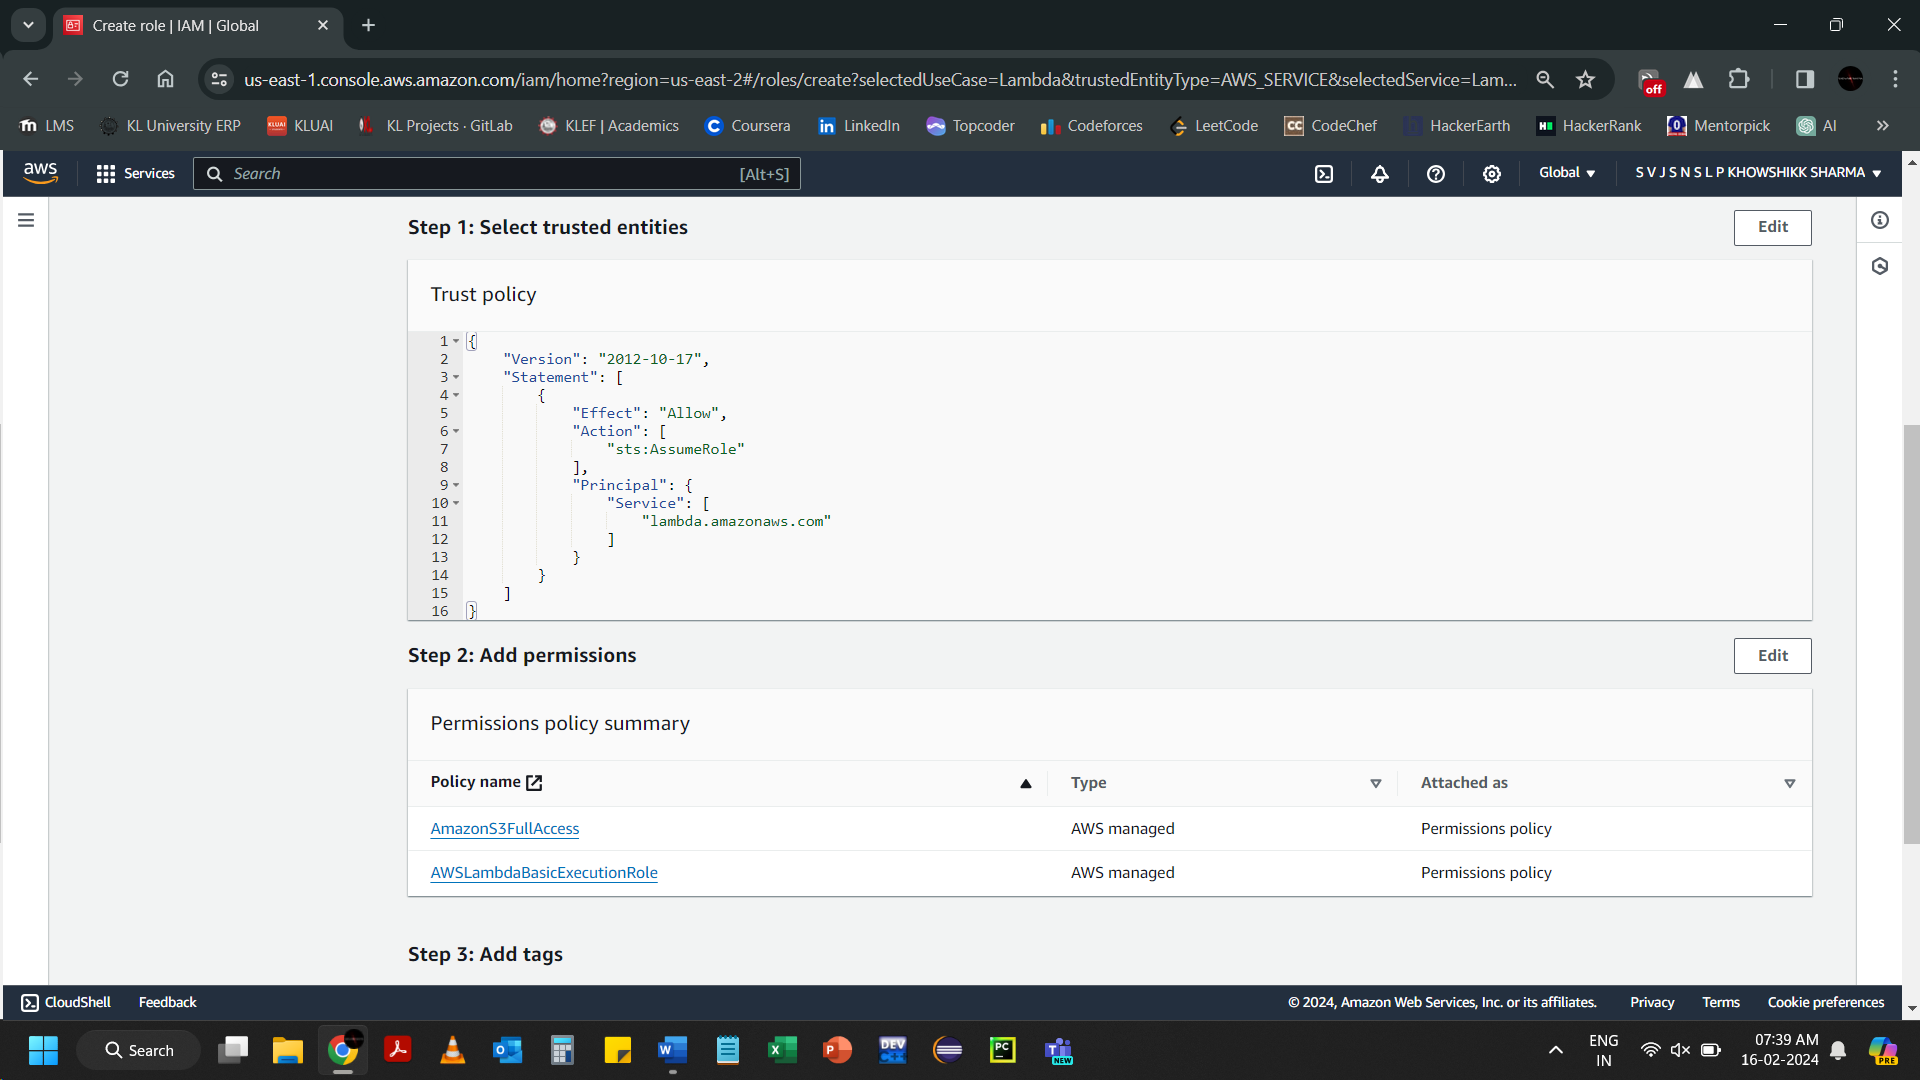 Create role | IAM | Global
us-east-1.console.aws.amazon.com/iam/home?region=us-east-2#/roles/create?selectedUseCase=Lambda&trustedEntityType=AWS_SERVICE&selectedService=Lam...
off
LMS
KL University ERP
KLUAI
KLUAI
KL Projects · GitLab
KLEF | Academics
Coursera
LinkedIn
Topcoder
Codeforces
LeetCode
CodeChef
HackerEarth
HackerRank
Mentorpick
AI
aws
Services
Search
[Alt+S]
Global
S V J S N S L P KHOWSHIKK SHARMA
Step 1: Select trusted entities
Edit
Trust policy
1 {
2 "Version": "2012-10-17",
3 "Statement": [
4 {
5 "Effect": "Allow",
6 "Action": [
7 "sts:AssumeRole"
8 ],
9 "Principal": {
10 "Service": [
11 "lambda.amazonaws.com"
12 ]
13 }
14 }
15 ]
16 }
Step 2: Add permissions
Edit
Permissions policy summary
Policy name
Type
Attached as
AmazonS3FullAccess
AWS managed
Permissions policy
AWSLambdaBasicExecutionRole
AWS managed
Permissions policy
Step 3: Add tags
CloudShell
Feedback
© 2024, Amazon Web Services, Inc. or its affiliates.
Privacy
Terms
Cookie preferences
Search
DEV
PC
NEW
ENG
IN
07:39 AM
16-02-2024
PRE